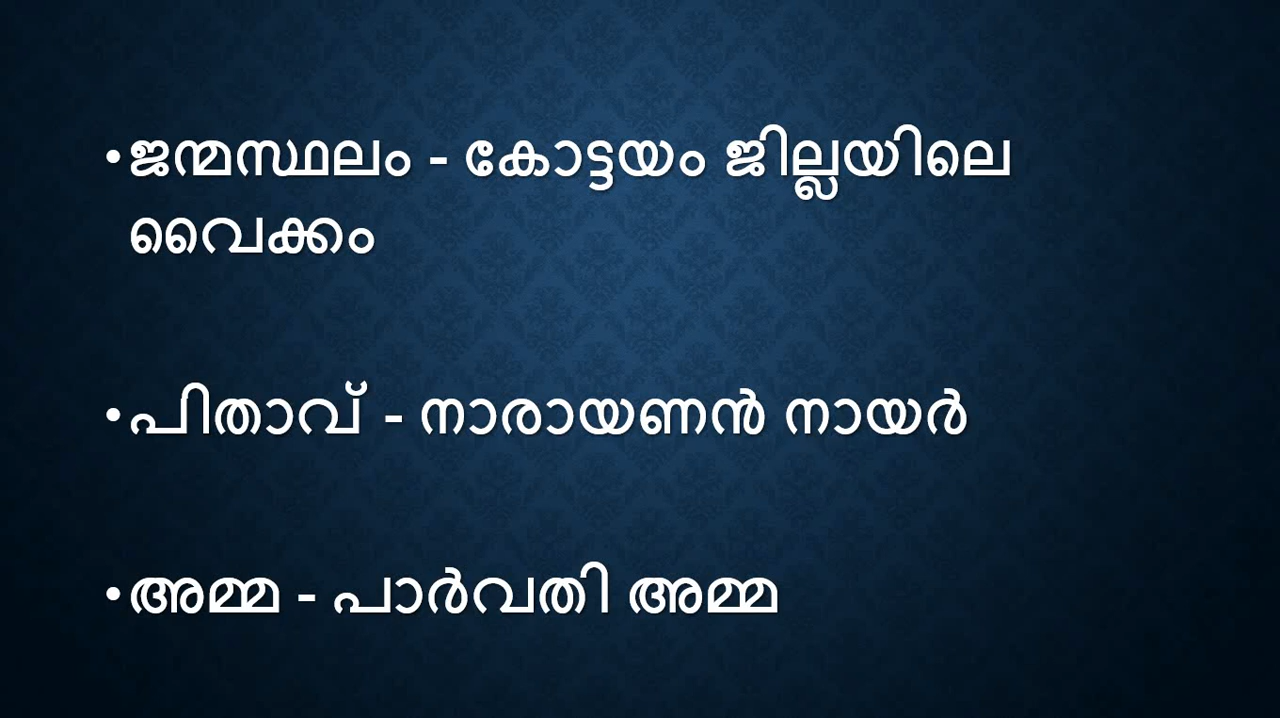 •ജന്മസ്ഥലം - കോട്ടയം ജില്ലയിലെ
വൈക്കം
•പിതാവ് - നാരായണൻ നായർ
•അമ്മ - പാർവതി അമ്മ